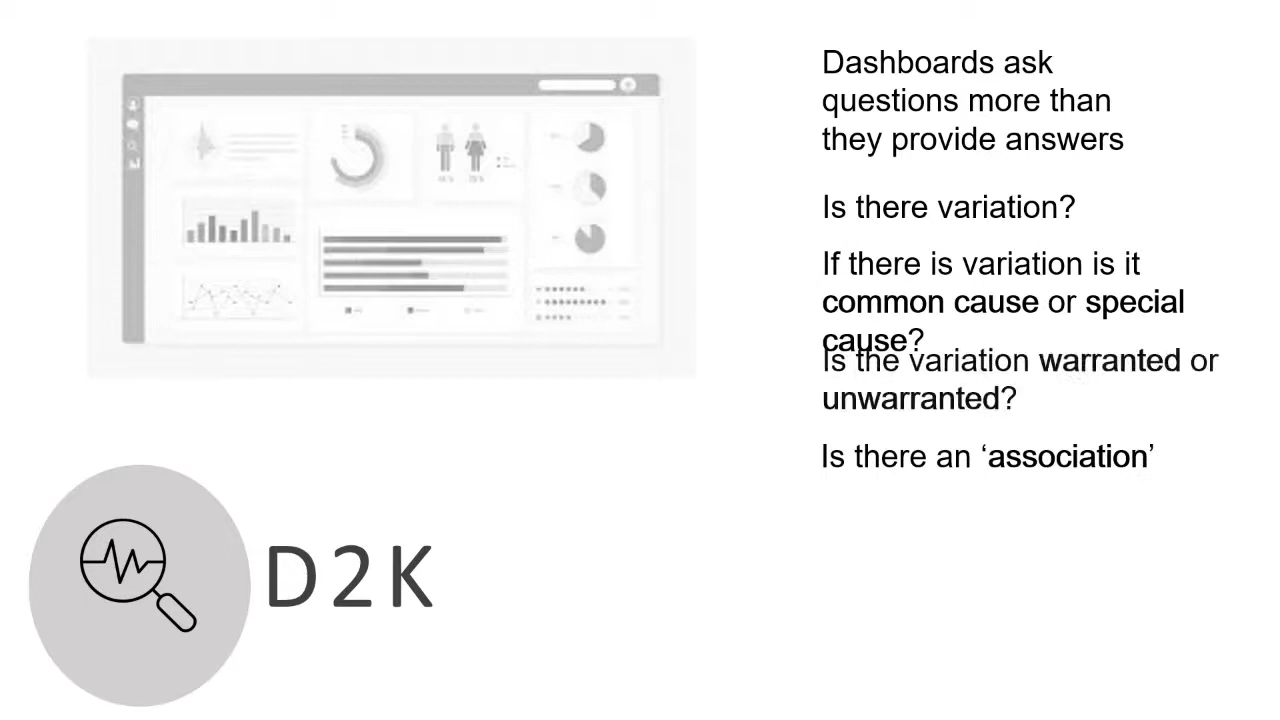 Dashboards ask
questions more than
they provide answers
Is there variation?
If there is variation is it
common cause or special
cause?
Is the variation warranted or
unwarranted?
Is there an ‘association’
D2K